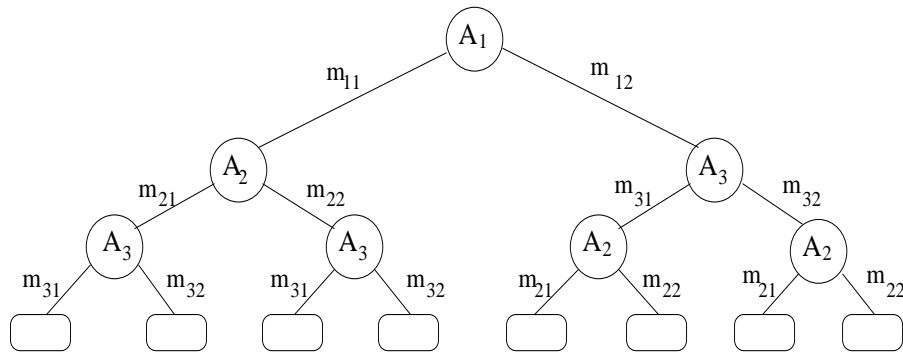 A₁
m₁₁ m₁₂
A₂ A₃
m₂₁ m₂₂ m₃₁ m₃₂
A₃ A₃ A₂ A₂
m₃₁ m₃₂ m₃₁ m₃₂ m₂₁ m₂₂ m₂₁ m₂₂